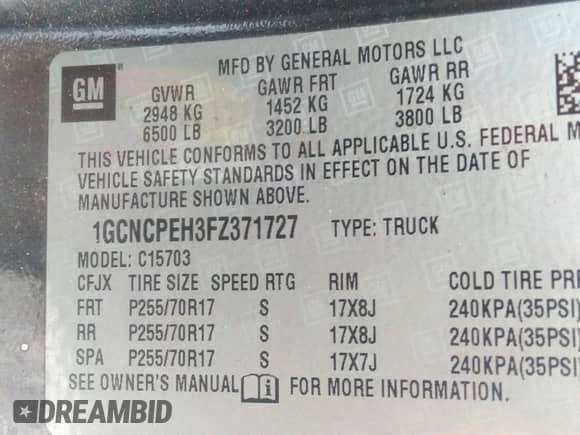 MFD BY GENERAL MOTORS LLC
GM
GVWR GAWR FRT GAWR RR
2948 KG 1452 KG 1724 KG
6500 LB 3200 LB 3800 LB
THIS VEHICLE CONFORMS TO ALL APPLICABLE U.S. FEDERAL M
VEHICLE SAFETY STANDARDS IN EFFECT ON THE DATE OF
MANUFACTURE SHOWN ABOVE.
1GCNCPEH3FZ371727 TYPE: TRUCK
MODEL: C15703
CFJX TIRE SIZE SPEED RTG RIM COLD TIRE PRE
FRT P255/70R17 S 17X8J 240KPA(35PSI)
RR P255/70R17 S 17X8J 240KPA(35PSI)
SPA P255/70R17 S 17X7J 240KPA(35PSI)
SEE OWNER'S MANUAL i FOR MORE INFORMATION.
DREAMBID